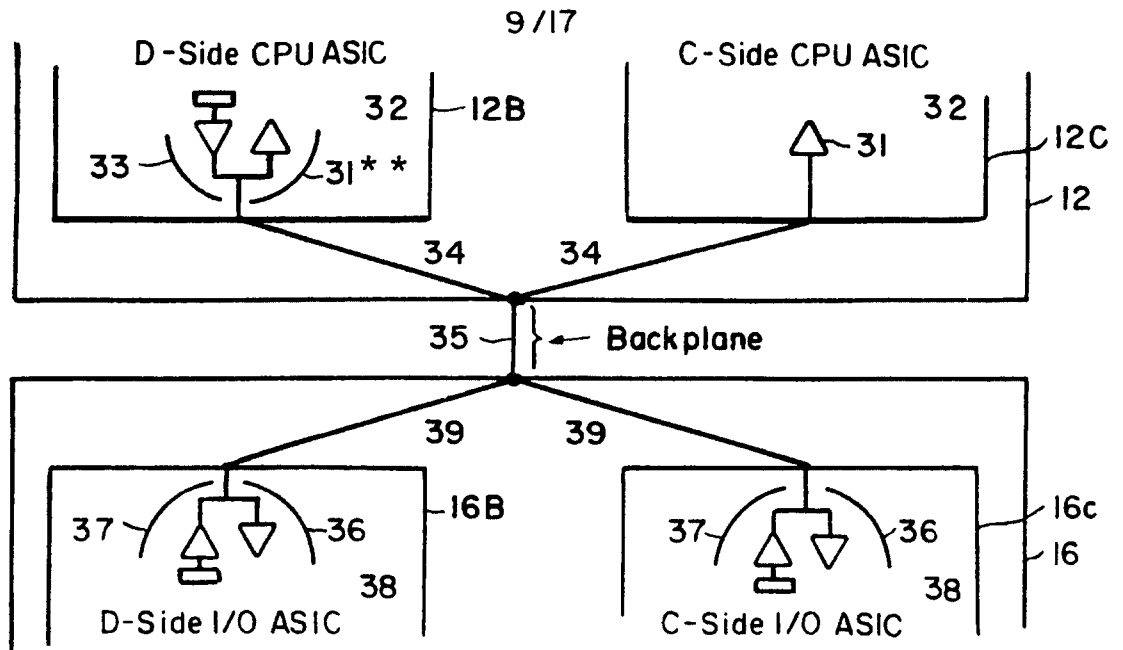 9/17
D-Side CPU ASIC
C-Side CPU ASIC
32
12B
32
33
31**
31
12C
12
34
34
35
Backplane
39
39
37
36
16B
37
36
16c
16
38
38
D-Side I/O ASIC
C-Side I/O ASIC